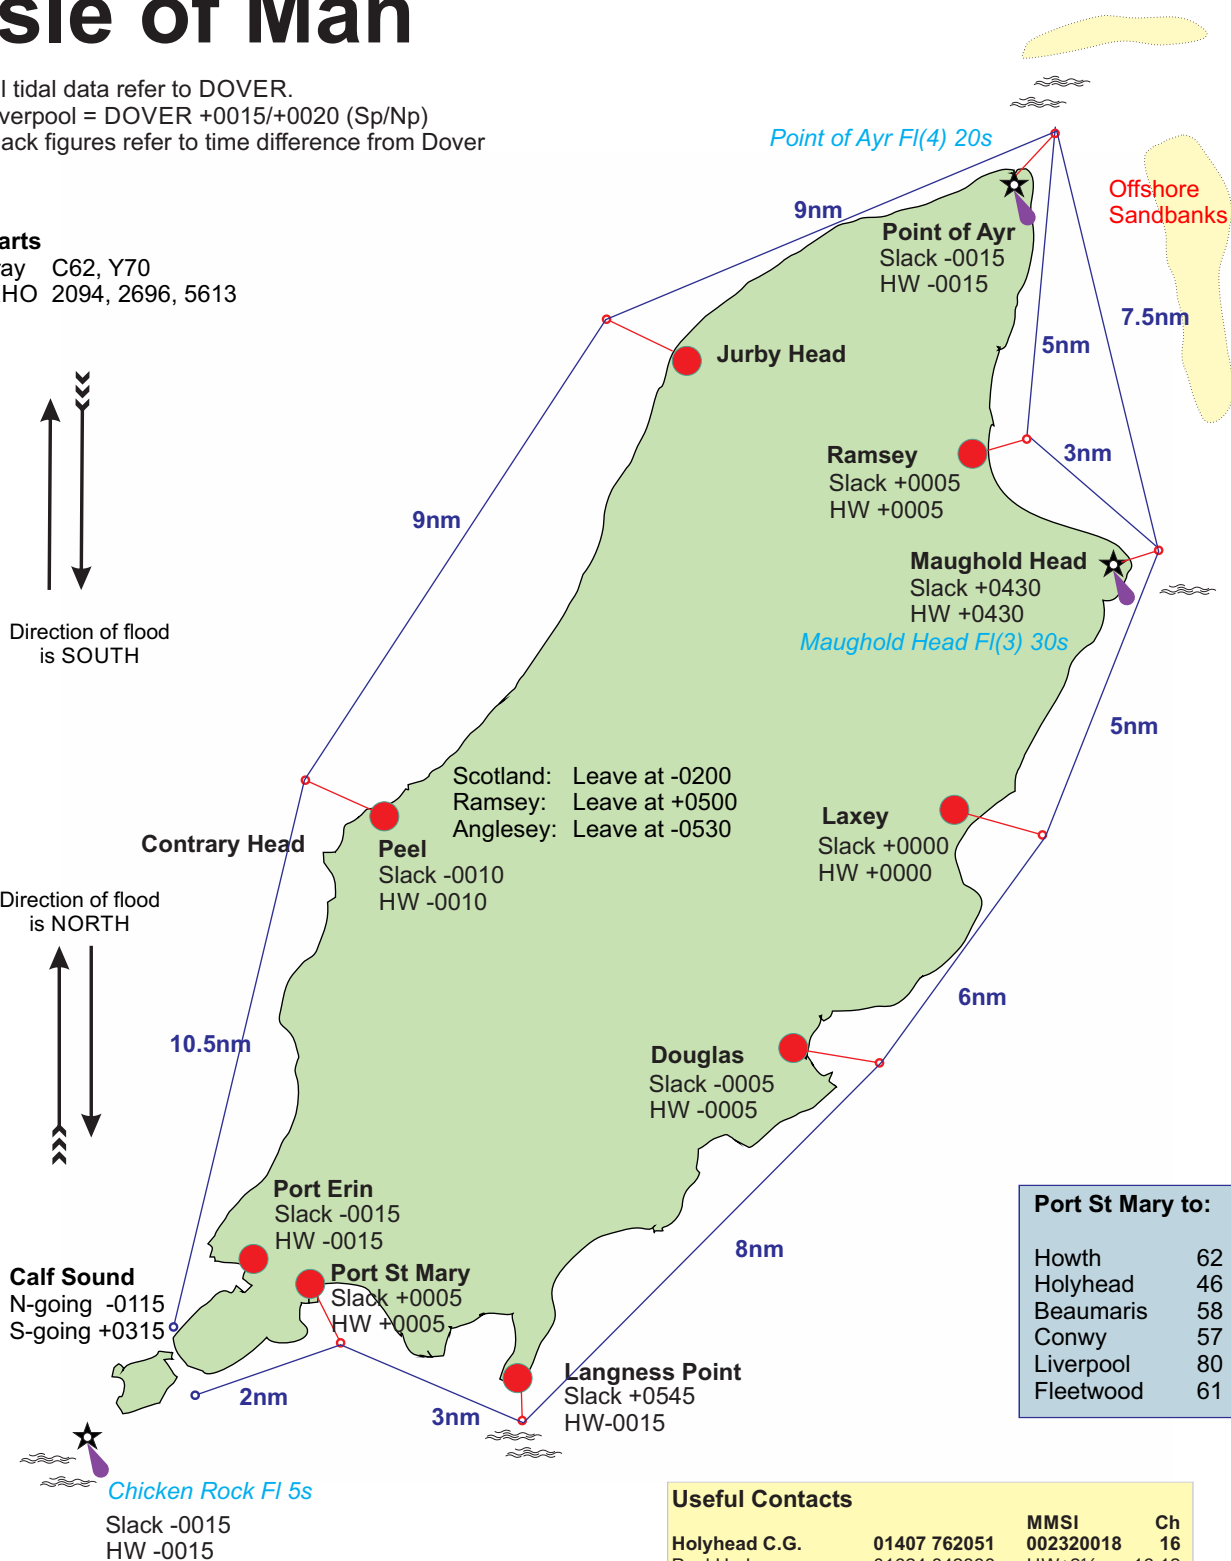 sle of Man
l tidal data refer to DOVER.
verpool = DOVER +0015/+0020 (Sp/Np)
ack figures refer to time difference from Dover
arts
ray C62, Y70
HO 2094, 2696, 5613
Point of Ayr Fl(4) 20s
Offshore
Sandbanks
9nm
Point of Ayr
Slack -0015
HW -0015
7.5nm
5nm
Jurby Head
3nm
Ramsey
Slack +0005
HW +0005
9nm
Maughold Head
Slack +0430
HW +0430
Maughold Head Fl(3) 30s
Direction of flood
is SOUTH
5nm
Scotland: Leave at -0200
Ramsey: Leave at +0500
Anglesey: Leave at -0530
Contrary Head
Peel
Slack -0010
HW -0010
Laxey
Slack +0000
HW +0000
Direction of flood
is NORTH
6nm
10.5nm
Douglas
Slack -0005
HW -0005
Port Erin
Slack -0015
HW -0015
8nm
Calf Sound
N-going -0115
S-going +0315
Port St Mary
Slack +0005
HW +0005
Langness Point
Slack +0545
HW-0015
2nm
3nm
Port St Mary to:
Howth 62
Holyhead 46
Beaumaris 58
Conwy 57
Liverpool 80
Fleetwood 61
Chicken Rock Fl 5s
Slack -0015
HW -0015
Useful Contacts
MMSI Ch
Holyhead C.G. 01407 762051 002320018 16